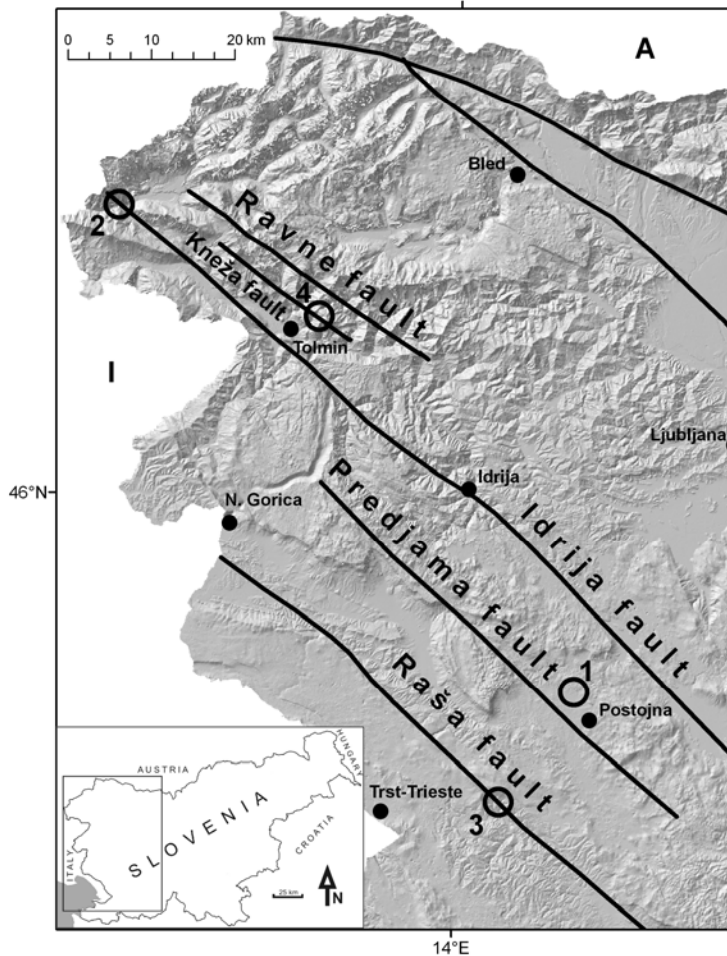 0 10 20 km
A
Bled
2
Ravne fault
Kneža fault
4
Tolmin
I
Ljubljana
46°N
Idrija
N. Gorica
Predjama fault
Idrija fault
1
Raša fault
Postojna
Trst-Trieste
3
AUSTRIA
HUNGARY
SLOVENIA
CROATIA
ITALY
25 km
N
14°E